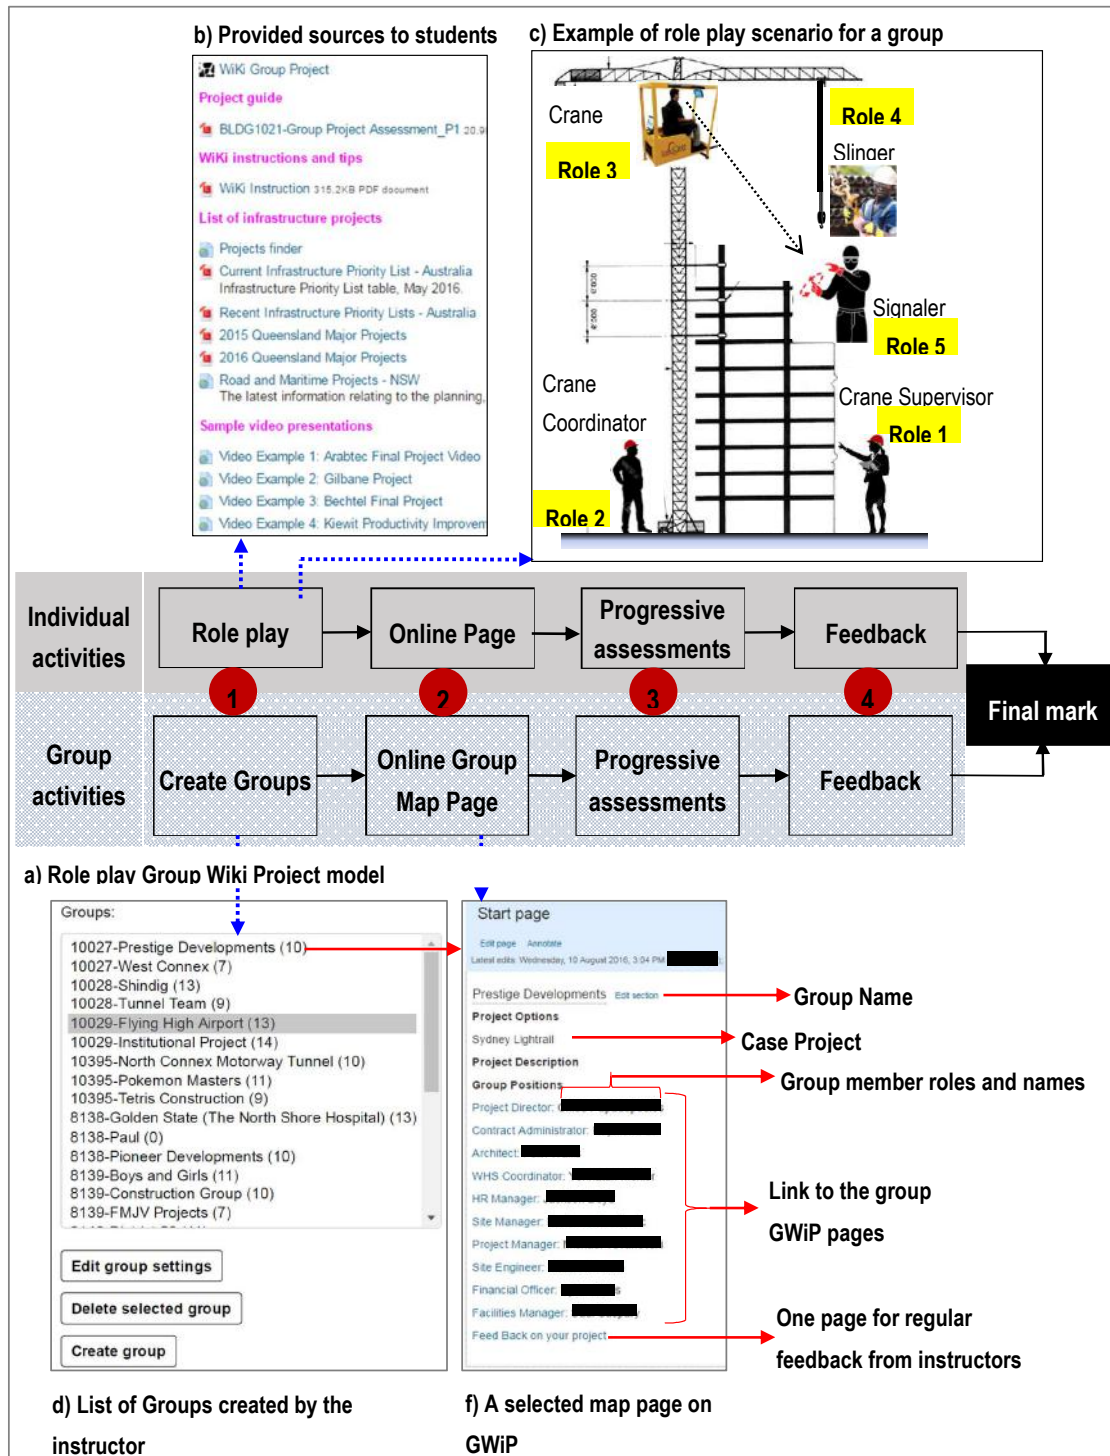 b) Provided sources to students
WiKi Group Project
Project guide
BLDG1021-Group Project Assessment_P1 20.9
WiKi instructions and tips
WiKi Instruction 315.2KB PDF document
List of infrastructure projects
Projects finder
Current Infrastructure Priority List - Australia
Infrastructure Priority List table, May 2016.
Recent Infrastructure Priority Lists - Australia
2015 Queensland Major Projects
2016 Queensland Major Projects
Road and Maritime Projects - NSW
The latest information relating to the planning,
Sample video presentations
Video Example 1: Arabtec Final Project Video
Video Example 2: Gilbane Project
Video Example 3: Bechtel Final Project
Video Example 4: Kiewit Productivity Improvem
c) Example of role play scenario for a group
Crane
Role 3
Role 4
Slinger
Signaler
Role 5
Crane
Coordinator
Role 2
Crane Supervisor
Role 1
Individual
activities
Role play
Online Page
Progressive
assessments
Feedback
1
2
3
4
Final mark
Group
activities
Create Groups
Online Group
Map Page
Progressive
assessments
Feedback
a) Role play Group Wiki Project model
Groups:
10027-Prestige Developments (10)
10027-West Connex (7)
10028-Shindig (13)
10028-Tunnel Team (9)
10029-Flying High Airport (13)
10029-Institutional Project (14)
10395-North Connex Motorway Tunnel (10)
10395-Pokemon Masters (11)
10395-Tetris Construction (9)
8138-Golden State (The North Shore Hospital) (13)
8138-Paul (0)
8138-Pioneer Developments (10)
8139-Boys and Girls (11)
8139-Construction Group (10)
8139-FMJV Projects (7)
Edit group settings
Delete selected group
Create group
d) List of Groups created by the
instructor
Start page
Edit page Annotate
Latest edits: Wednesday, 10 August 2016, 3:04 PM
Prestige Developments Edit section
Project Options
Sydney Lightrail
Project Description
Group Positions
Project Director:
Contract Administrator:
Architect:
WHS Coordinator:
HR Manager:
Site Manager:
Project Manager:
Site Engineer:
Financial Officer:
Facilities Manager:
Feed Back on your project
Group Name
Case Project
Group member roles and names
Link to the group
GWiP pages
One page for regular
feedback from instructors
f) A selected map page on
GWiP